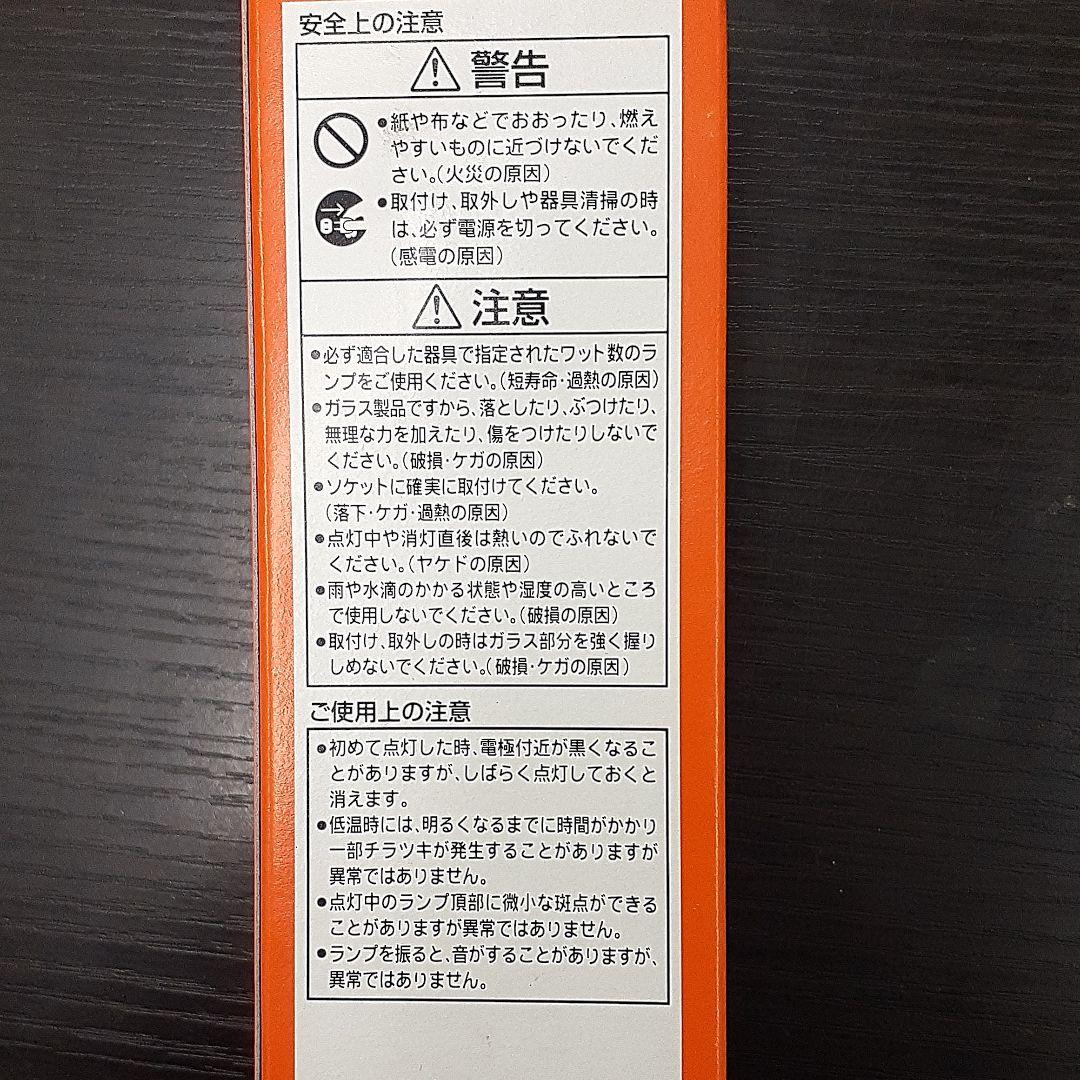 安全上の注意
警告
●紙や布などでおおったり、燃え
やすいものに近づけないでくだ
さい。(火災の原因)
●取付け、取外しや器具清掃の時
は、必ず電源を切ってください。
(感電の原因)
注意
●必ず適合した器具で指定されたワット数のラ
ンプをご使用ください。(短寿命・過熱の原因)
●ガラス製品ですから、落としたり、ぶつけたり、
無理な力を加えたり、傷をつけたりしないで
ください。(破損・ケガの原因)
●ソケットに確実に取付けてください。
(落下・ケガ・過熱の原因)
●点灯中や消灯直後は熱いのでふれないで
ください。(ヤケドの原因)
●雨や水滴のかかる状態や湿度の高いところ
で使用しないでください。(破損の原因)
●取付け、取外しの時はガラス部分を強く握り
しめないでください。(破損・ケガの原因)
ご使用上の注意
●初めて点灯した時、電極付近が黒くなるこ
とがありますが、しばらく点灯しておくと
消えます。
●低温時には、明るくなるまでに時間がかかり
一部チラツキが発生することがありますが
異常ではありません。
●点灯中のランプ頂部に微小な斑点ができる
ことがありますが異常ではありません。
●ランプを振ると、音がすることがありますが、
異常ではありません。